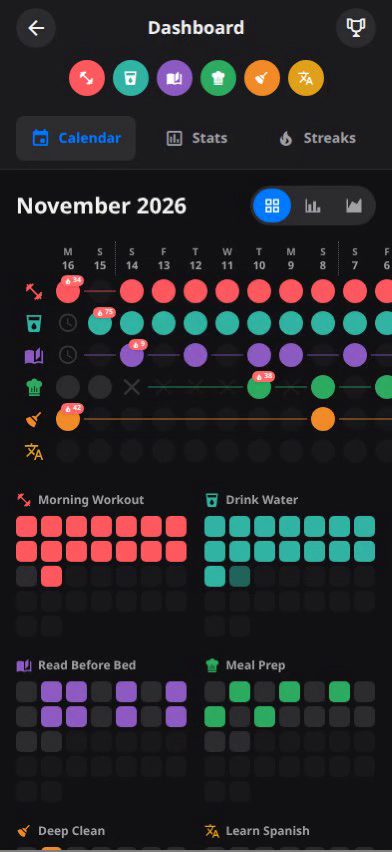 Dashboard
Calendar Stats Streaks
November 2026
M S S F T W T M S S F
16 15 14 13 12 11 10 9 8 7 6
34
75
9
38
42
Morning Workout Drink Water
Read Before Bed Meal Prep
Deep Clean Learn Spanish